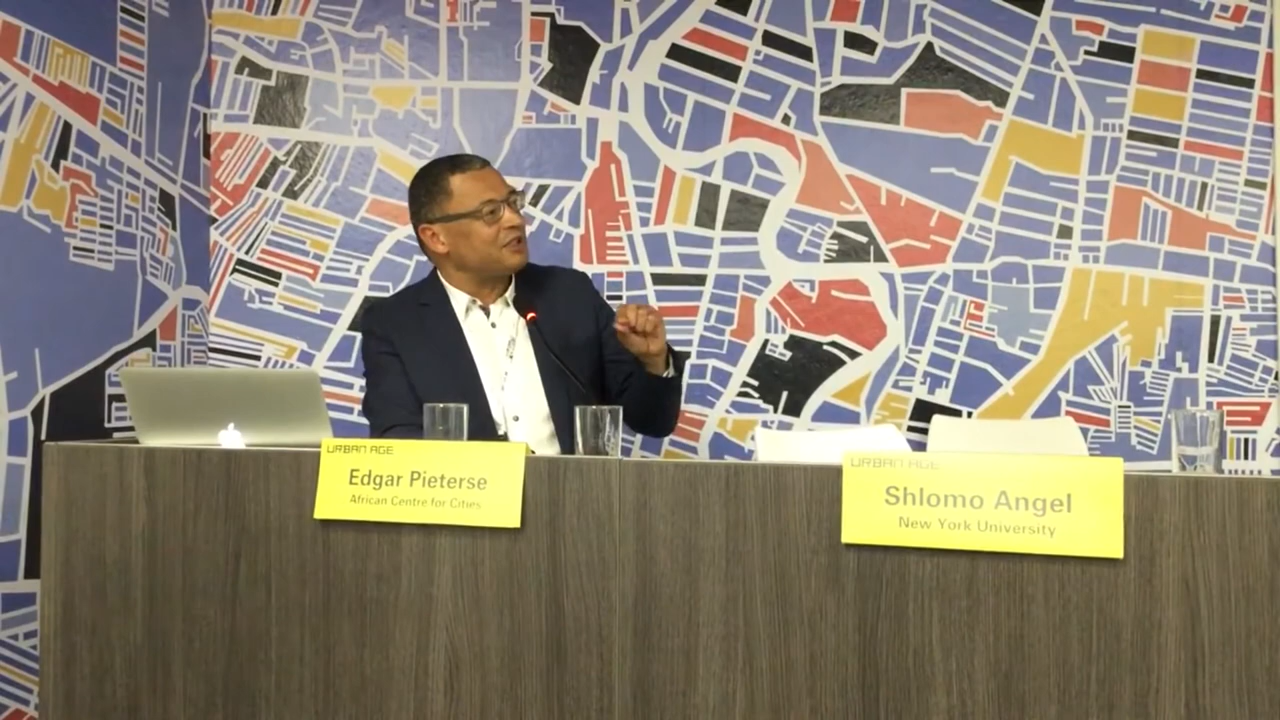 URBAN AGE
Edgar Pieterse
African Centre for Cities
URBAN AGE
Shlomo Angel
New York University